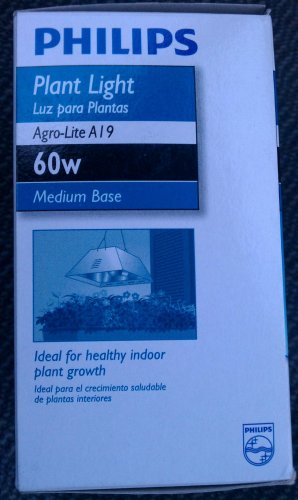 PHILIPS
Plant Light
Luz para Plantas
Agro-Lite A19
60w
Medium Base
Ideal for healthy indoor
plant growth
Ideal para el crecimiento saludable
de plantas interiores
PHILIPS